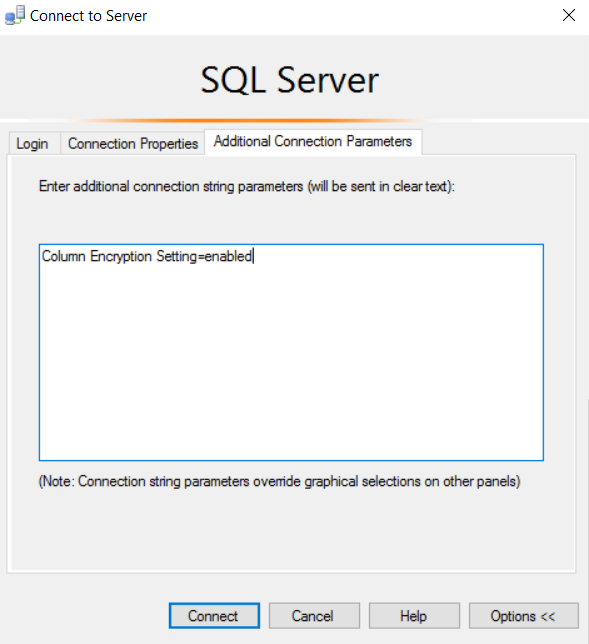 Connect to Server
SQL Server
Login
Connection Properties
Additional Connection Parameters
Enter additional connection string parameters (will be sent in clear text):
Column Encryption Setting=enabled
(Note: Connection string parameters override graphical selections on other panels)
Connect
Cancel
Help
Options <<